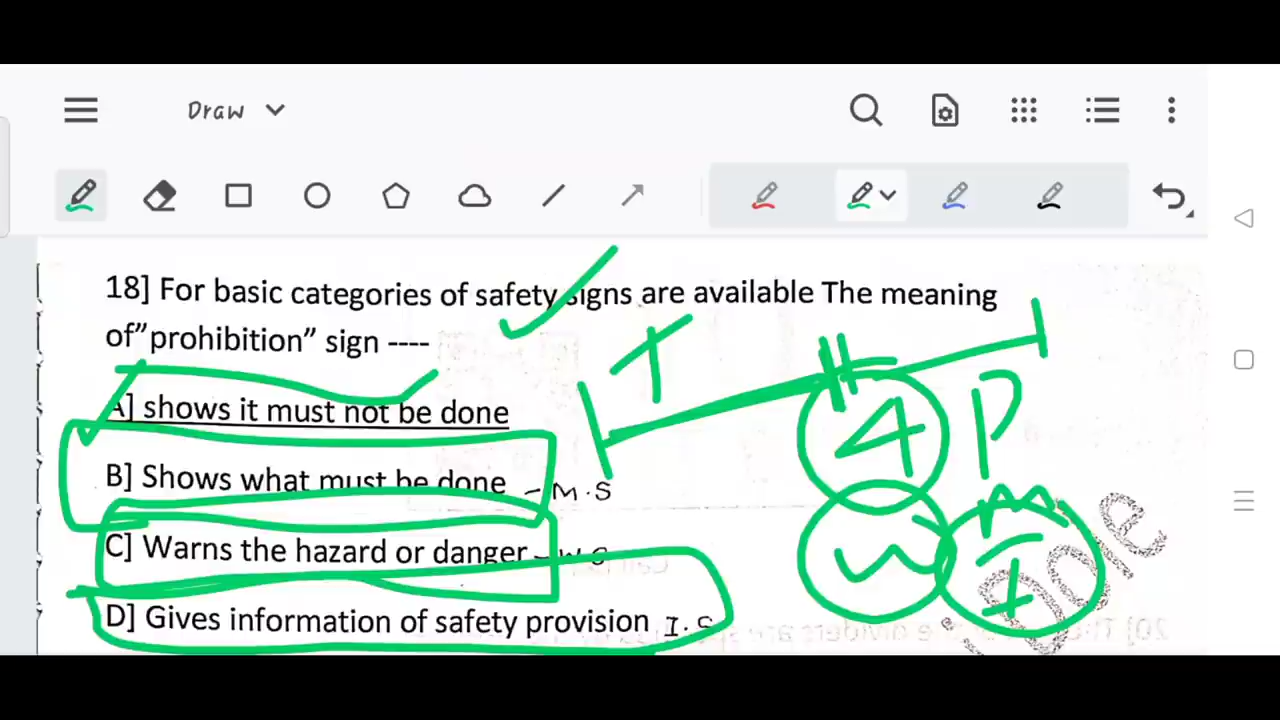 Draw
18] For basic categories of safety signs are available The meaning
of”prohibition” sign ----
A] shows it must not be done
B] Shows what must be done - M.S
C] Warns the hazard or danger - W.S
D] Gives information of safety provision I.S
T
4 P
W M
I